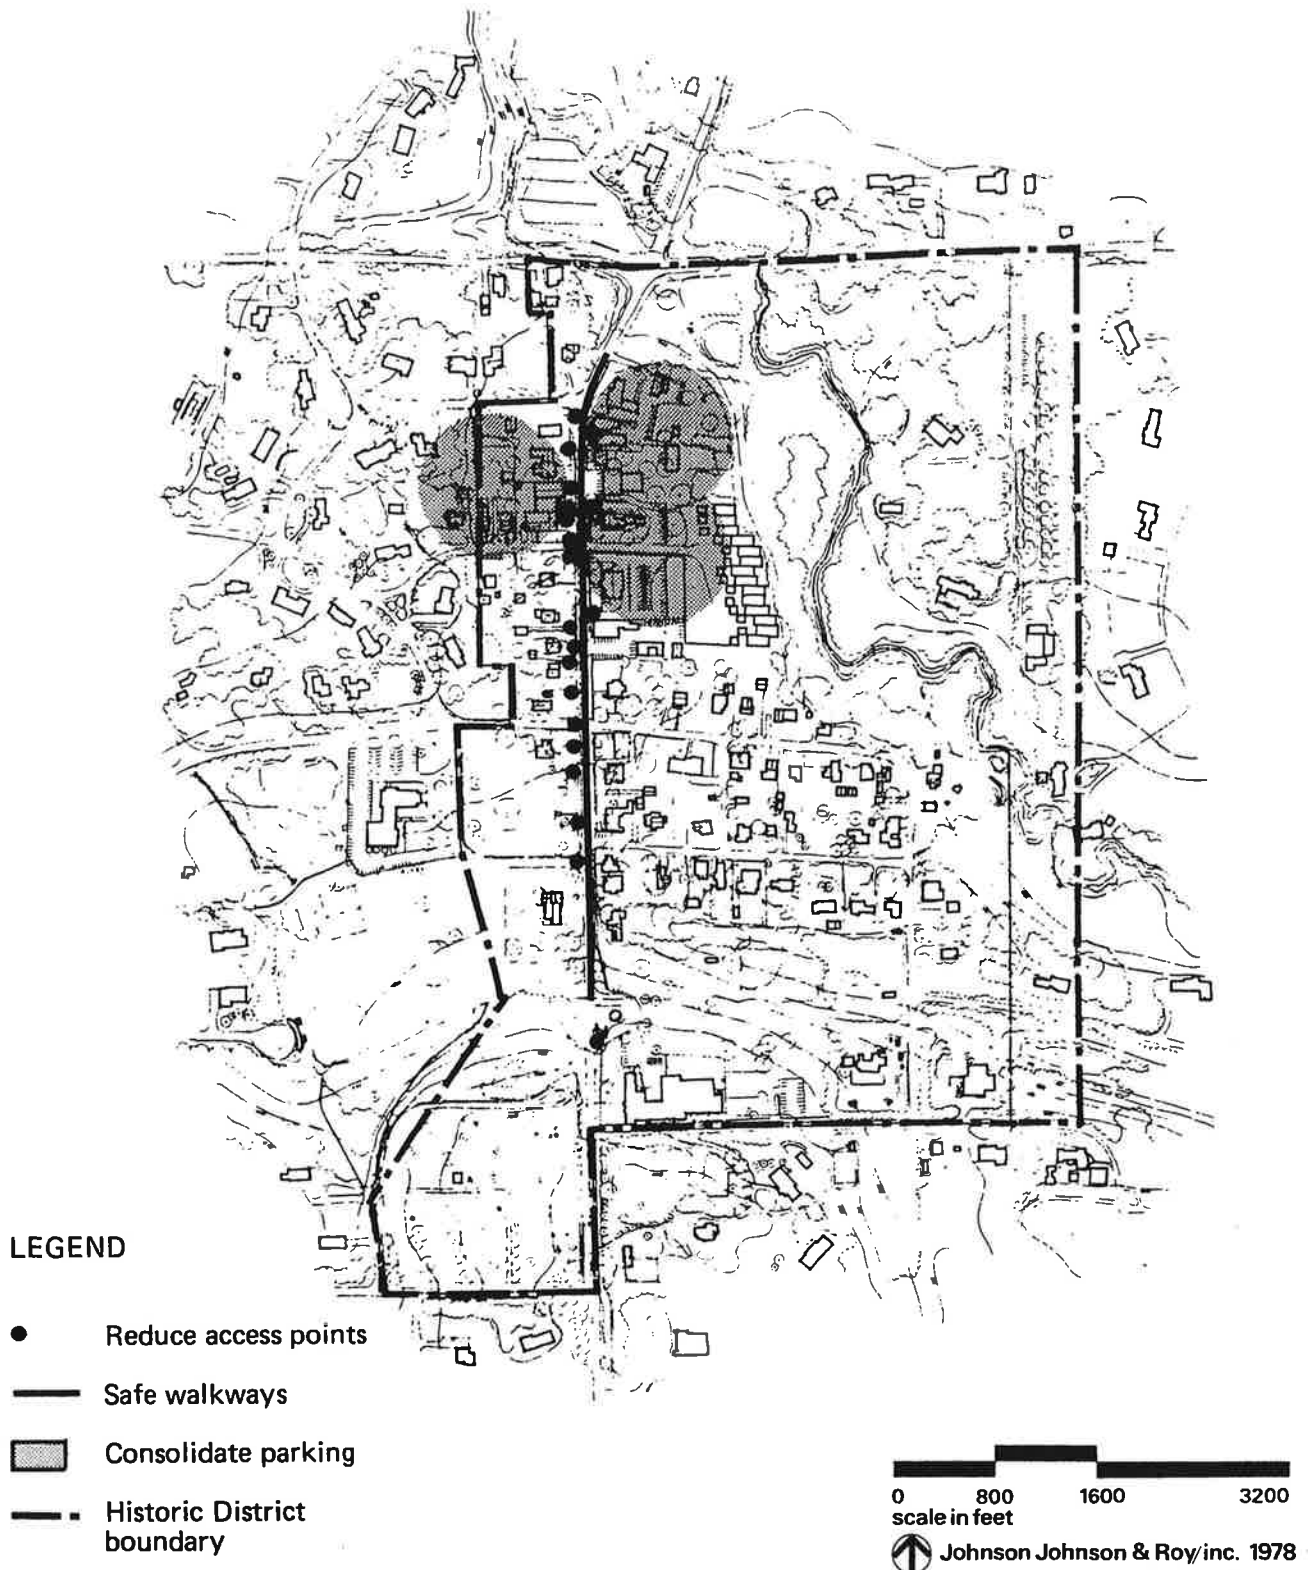 LEGEND
Reduce access points
Safe walkways
Consolidate parking
Historic District
boundary
0 800 1600 3200
scale in feet
Johnson Johnson & Roy/inc. 1978